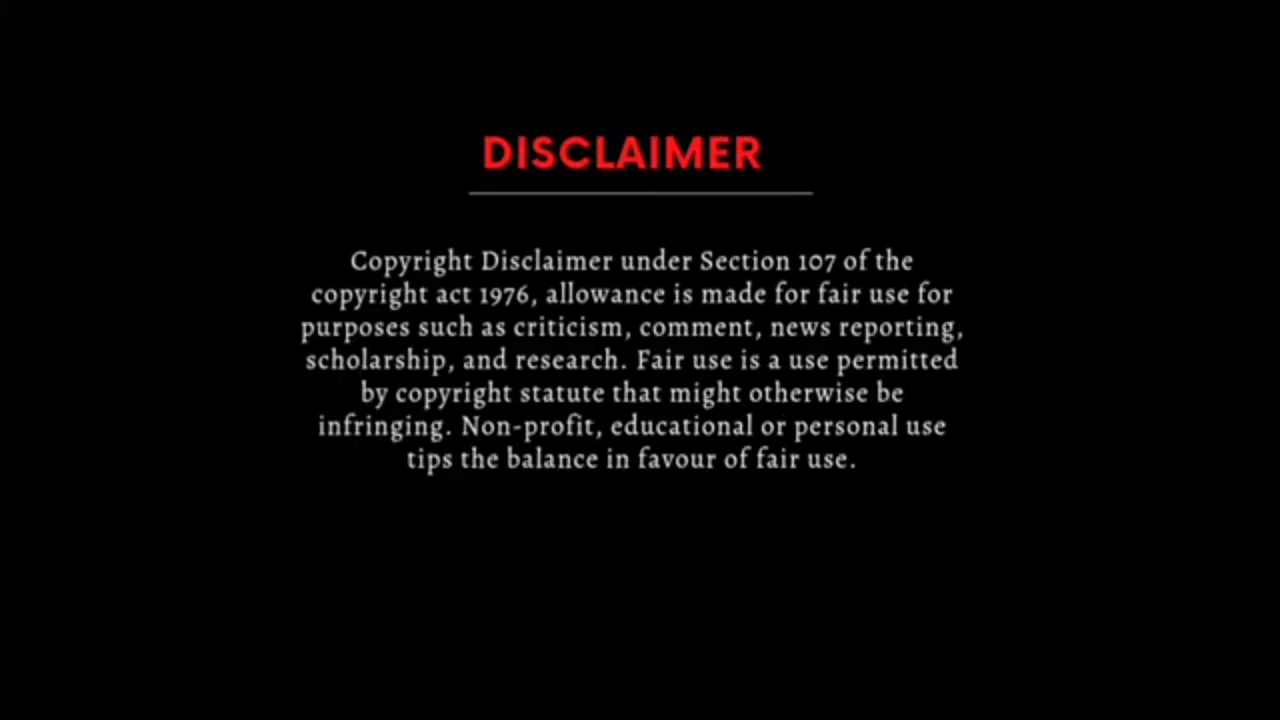 DISCLAIMER
Copyright Disclaimer under Section 107 of the
copyright act 1976, allowance is made for fair use for
purposes such as criticism, comment, news reporting,
scholarship, and research. Fair use is a use permitted
by copyright statute that might otherwise be
infringing. Non-profit, educational or personal use
tips the balance in favour of fair use.